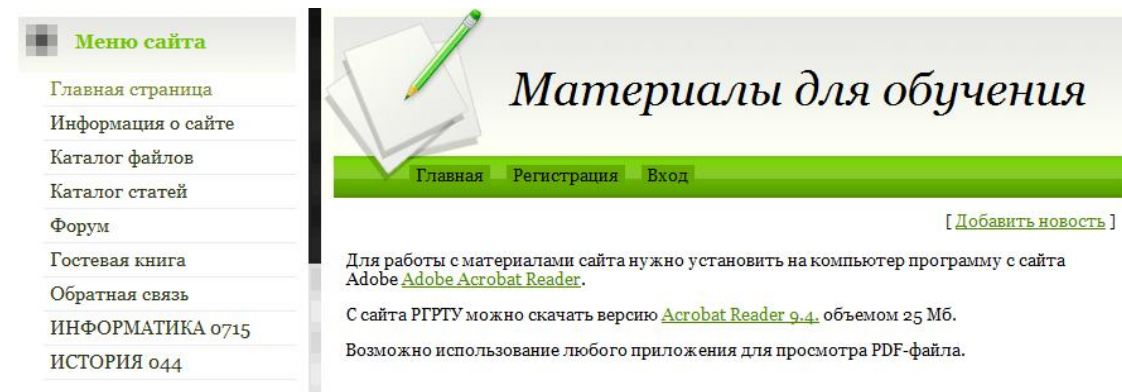 Меню сайта
Главная страница
Информация о сайте
Каталог файлов
Каталог статей
Форум
Гостевая книга
Обратная связь
ИНФОРМАТИКА 0715
ИСТОРИЯ 044
Материалы для обучения
Главная Регистрация Вход
[ Добавить новость ]
Для работы с материалами сайта нужно установить на компьютер программу с сайта
Adobe Adobe Acrobat Reader.
С сайта РГРТУ можно скачать версию Acrobat Reader 9.4. объемом 25 Мб.
Возможно использование любого приложения для просмотра PDF-файла.